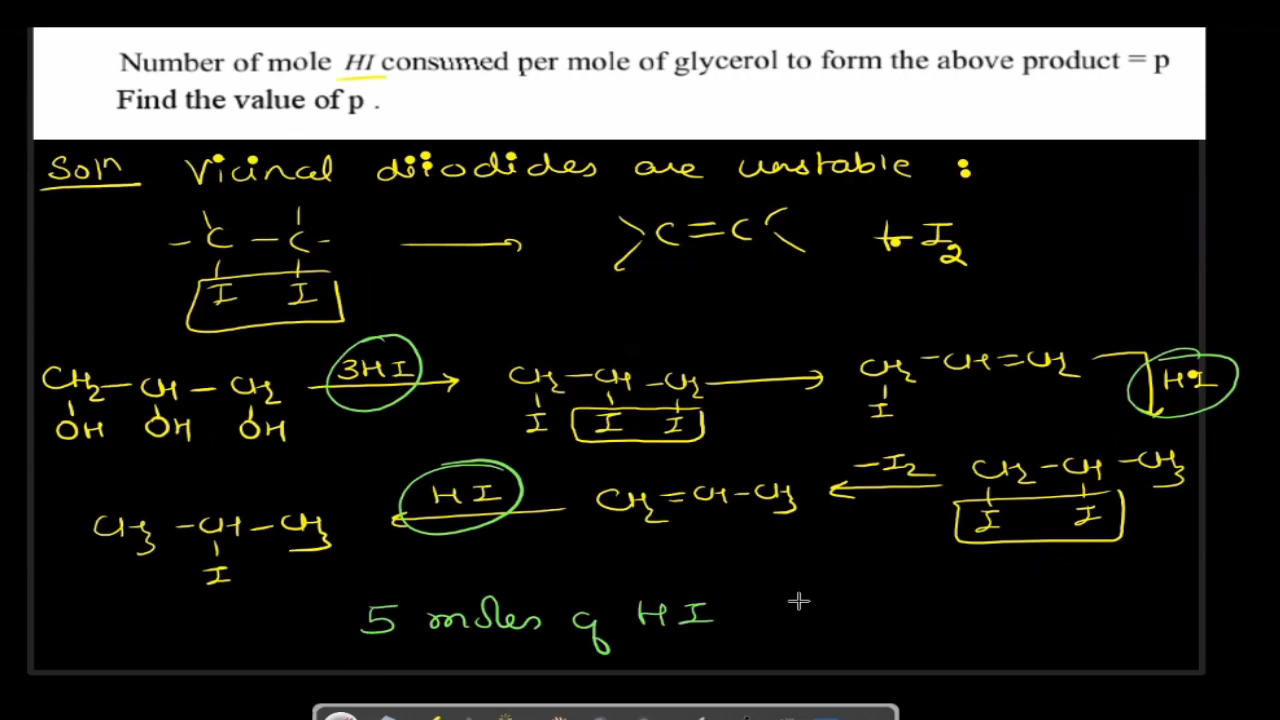 Number of mole HI consumed per mole of glycerol to form the above product = p
Find the value of p .
Soln Vicinal diiodides are unstable :
- C - C - → >C=C< + I₂
I I
CH₂ - CH - CH₂ 3HI → CH₂ - CH - CH₂ → CH₂ - CH = CH₂ HI
OH OH OH I I I I
CH₃ - CH - CH₃ ← HI CH₂ = CH - CH₃ ← -I₂ CH₂ - CH - CH₃
I I I
5 moles of HI